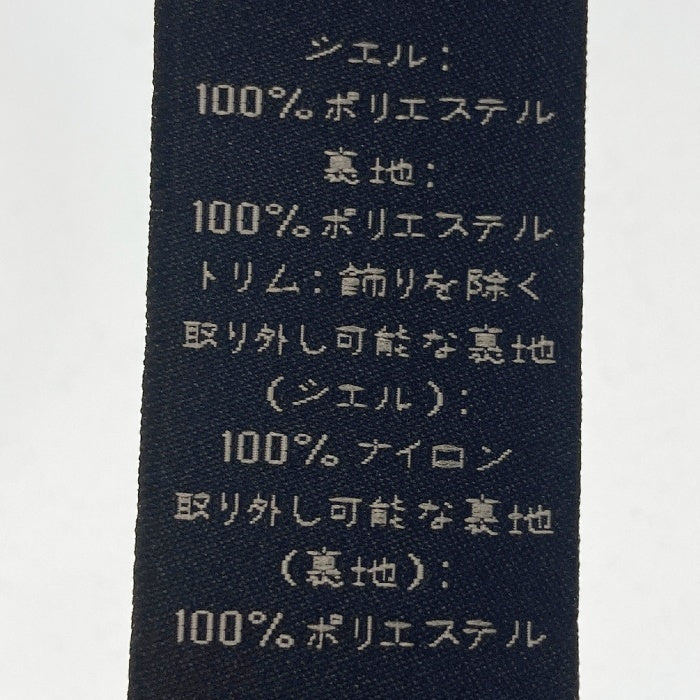 シエル:
100%ポリエステル
裏地:
100%ポリエステル
トリム:飾りを除く
取り外し可能な裏地
(シエル):
100%ナイロン
取り外し可能な裏地
(裏地):
100%ポリエステル